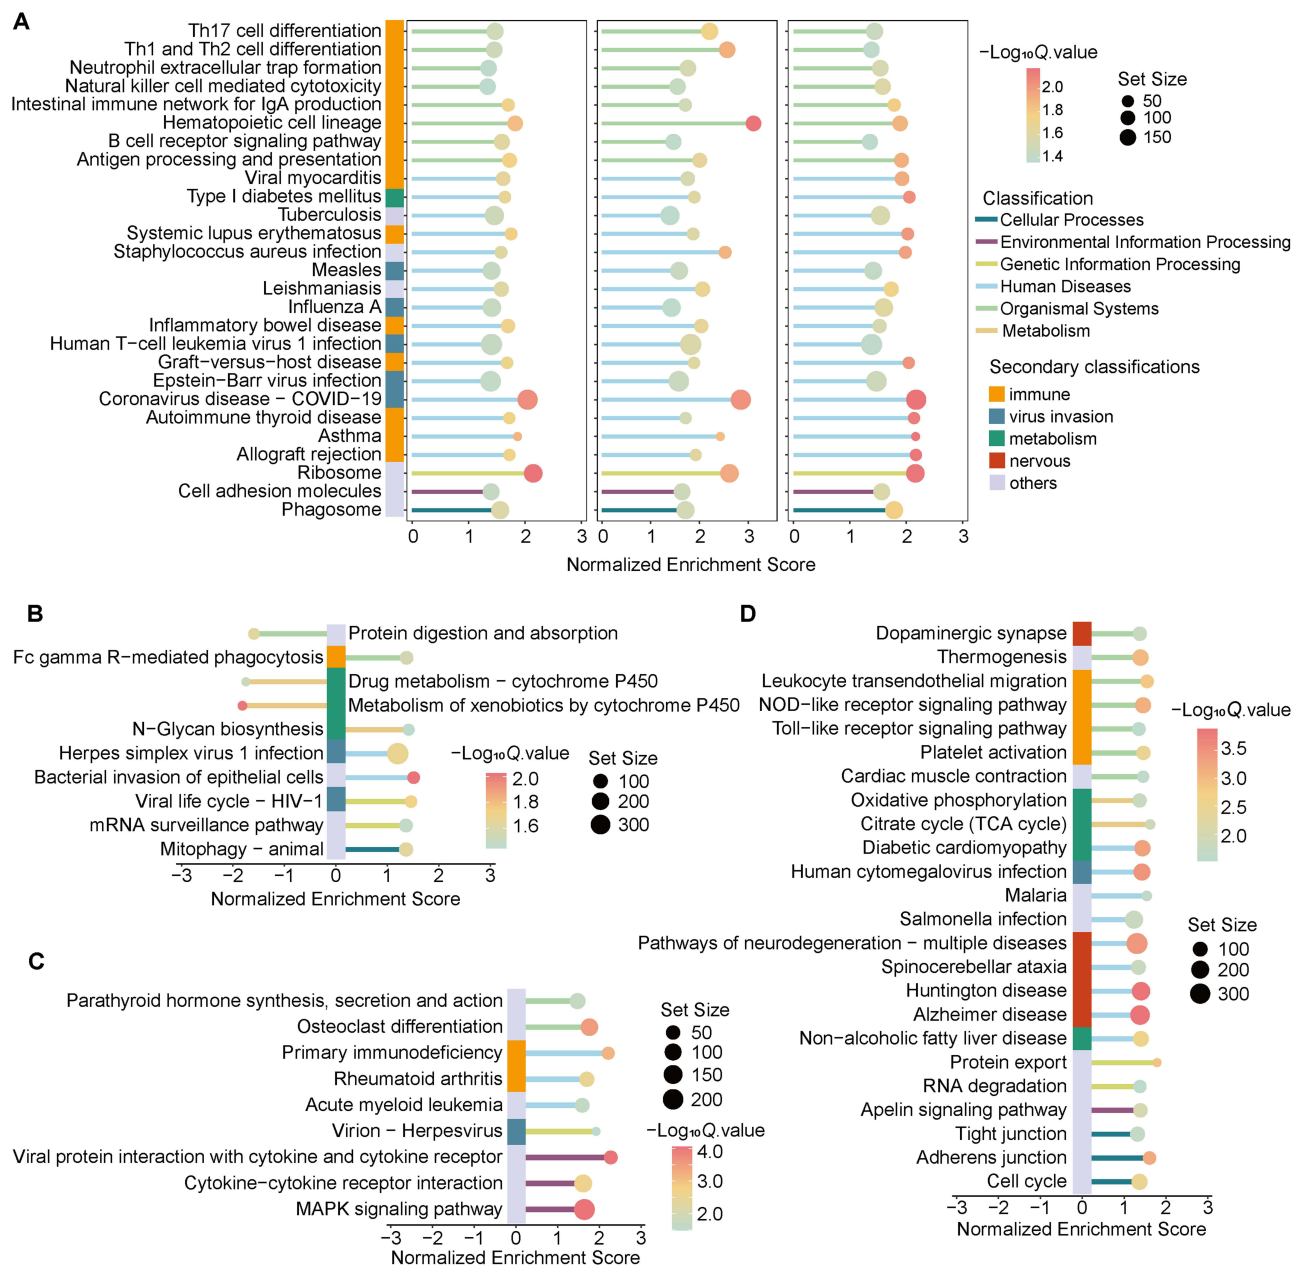 A
Th17 cell differentiation
Th1 and Th2 cell differentiation
Neutrophil extracellular trap formation
Natural killer cell mediated cytotoxicity
Intestinal immune network for IgA production
Hematopoietic cell lineage
B cell receptor signaling pathway
Antigen processing and presentation
Viral myocarditis
Type I diabetes mellitus
Tuberculosis
Systemic lupus erythematosus
Staphylococcus aureus infection
Measles
Leishmaniasis
Influenza A
Inflammatory bowel disease
Human T−cell leukemia virus 1 infection
Graft−versus−host disease
Epstein−Barr virus infection
Coronavirus disease − COVID−19
Autoimmune thyroid disease
Asthma
Allograft rejection
Ribosome
Cell adhesion molecules
Phagosome
0 1 2 3 0 1 2 3 0 1 2 3
Normalized Enrichment Score
−Log₁₀Q.value
2.0
1.8
1.6
1.4
Set Size
50
100
150
Classification
Cellular Processes
Environmental Information Processing
Genetic Information Processing
Human Diseases
Organismal Systems
Metabolism
Secondary classifications
immune
virus invasion
metabolism
nervous
others
B
Protein digestion and absorption
Fc gamma R−mediated phagocytosis
Drug metabolism − cytochrome P450
Metabolism of xenobiotics by cytochrome P450
N−Glycan biosynthesis
Herpes simplex virus 1 infection
Bacterial invasion of epithelial cells
Viral life cycle − HIV−1
mRNA surveillance pathway
Mitophagy − animal
−3 −2 −1 0 1 2 3
Normalized Enrichment Score
−Log₁₀Q.value
2.0
1.8
1.6
Set Size
100
200
300
C
Parathyroid hormone synthesis, secretion and action
Osteoclast differentiation
Primary immunodeficiency
Rheumatoid arthritis
Acute myeloid leukemia
Virion − Herpesvirus
Viral protein interaction with cytokine and cytokine receptor
Cytokine−cytokine receptor interaction
MAPK signaling pathway
−3 −2 −1 0 1 2 3
Normalized Enrichment Score
Set Size
50
100
150
200
−Log₁₀Q.value
4.0
3.0
2.0
D
Dopaminergic synapse
Thermogenesis
Leukocyte transendothelial migration
NOD−like receptor signaling pathway
Toll−like receptor signaling pathway
Platelet activation
Cardiac muscle contraction
Oxidative phosphorylation
Citrate cycle (TCA cycle)
Diabetic cardiomyopathy
Human cytomegalovirus infection
Malaria
Salmonella infection
Pathways of neurodegeneration − multiple diseases
Spinocerebellar ataxia
Huntington disease
Alzheimer disease
Non−alcoholic fatty liver disease
Protein export
RNA degradation
Apelin signaling pathway
Tight junction
Adherens junction
Cell cycle
−3 −2 −1 0 1 2 3
Normalized Enrichment Score
−Log₁₀Q.value
3.5
3.0
2.5
2.0
Set Size
100
200
300